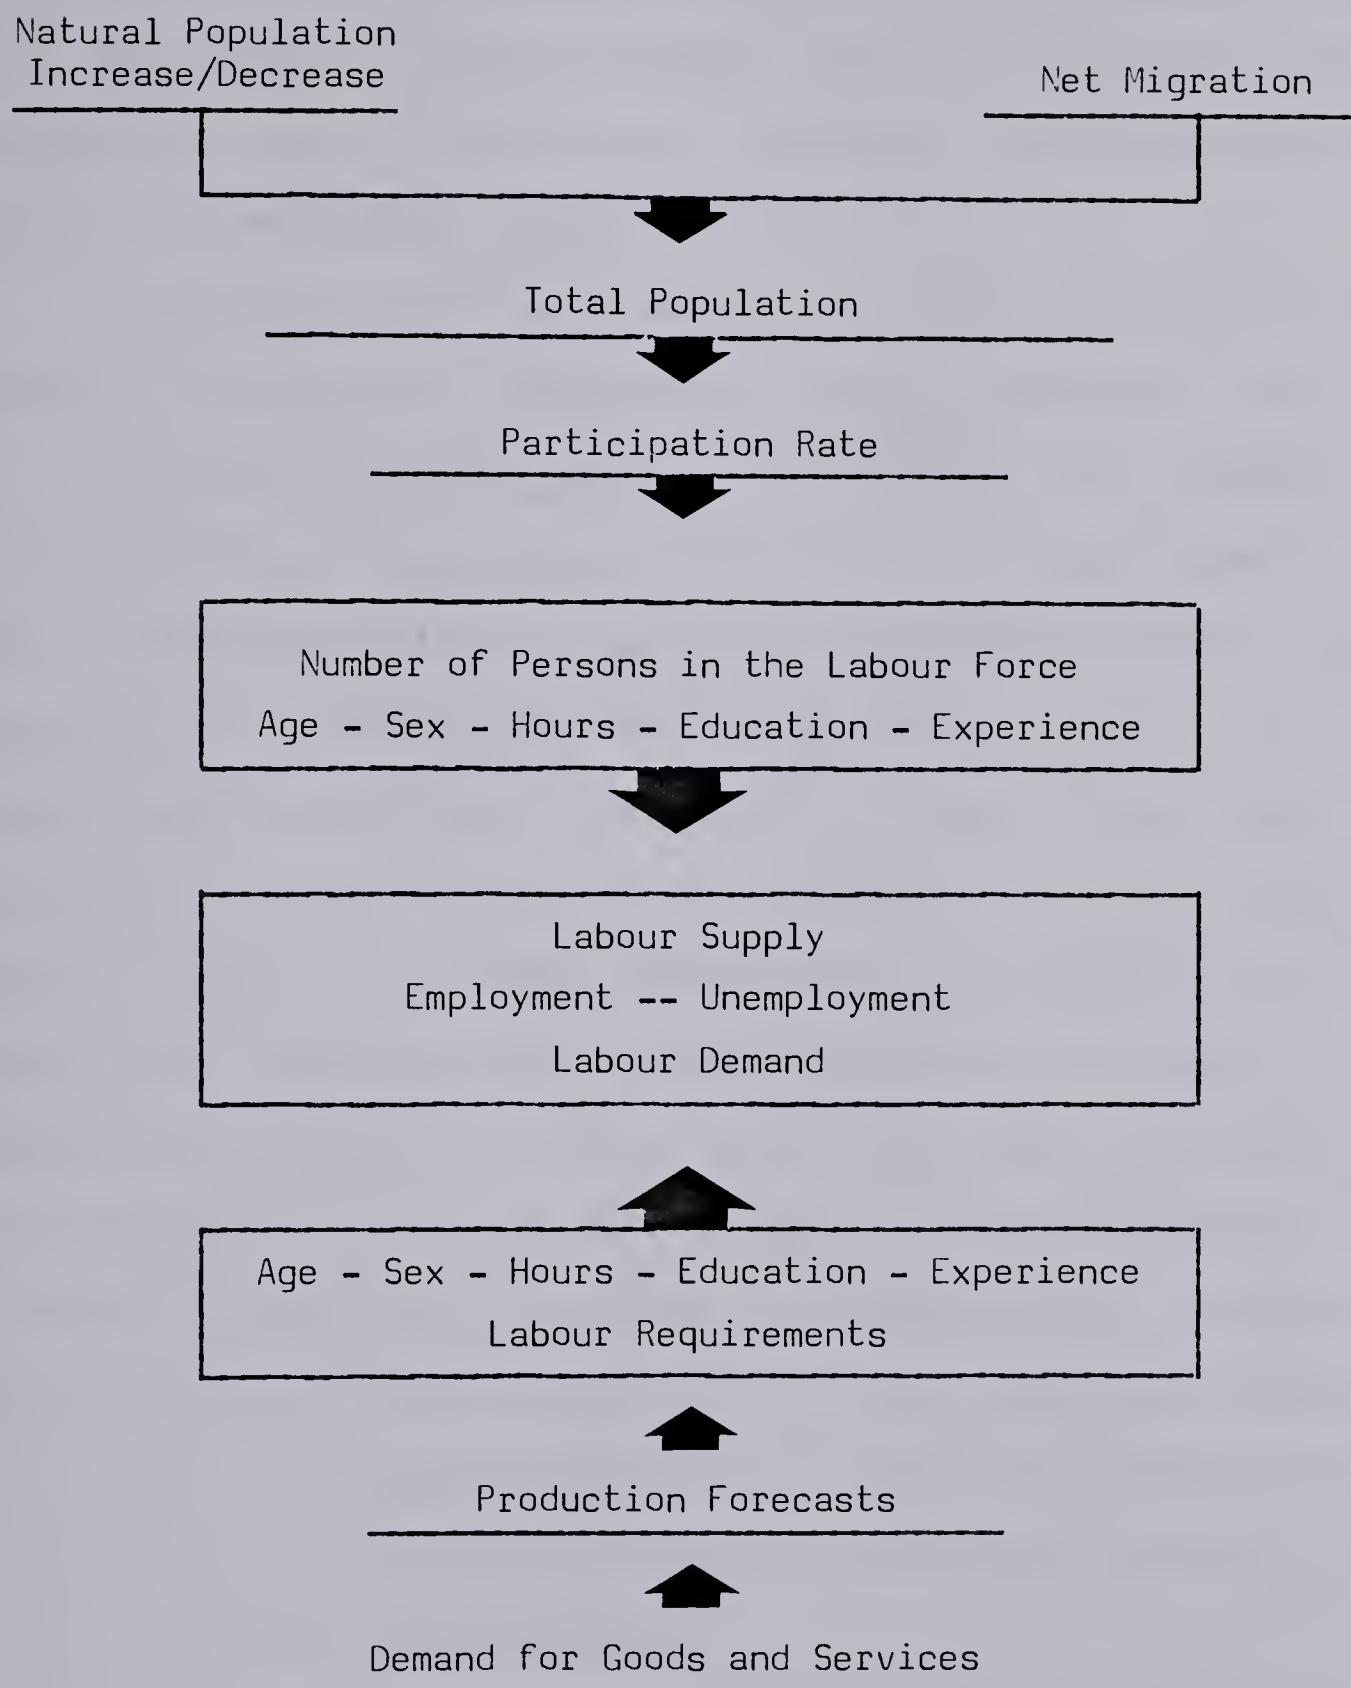 Natural Population
Increase/Decrease
Net Migration
Total Population
Participation Rate
Number of Persons in the Labour Force
Age - Sex - Hours - Education - Experience
Labour Supply
Employment -- Unemployment
Labour Demand
Age - Sex - Hours - Education - Experience
Labour Requirements
Production Forecasts
Demand for Goods and Services